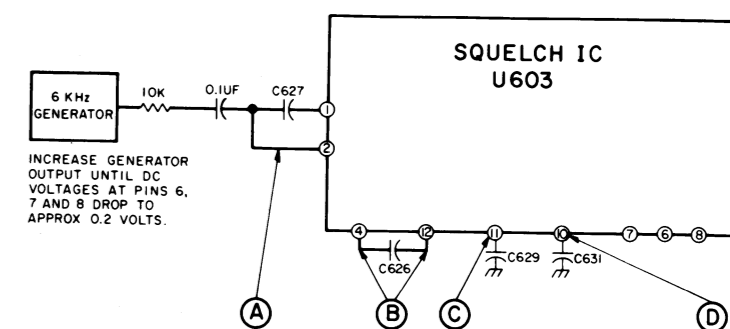 SQUELCH IC
U603
6 KHz
GENERATOR
10K
0.1UF
C627
1
2
INCREASE GENERATOR
OUTPUT UNTIL DC
VOLTAGES AT PINS 6,
7 AND 8 DROP TO
APPROX 0.2 VOLTS.
4
12
11
10
7
6
8
C626
C629
C631
A
B
C
D